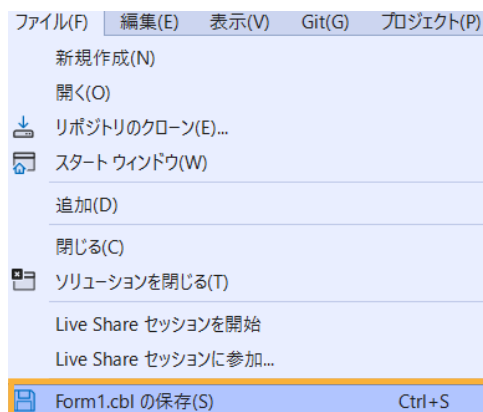 ファイル(F) 編集(E) 表示(V) Git(G) プロジェクト(P)
新規作成(N)
開く(O)
リポジトリのクローン(E)...
スタート ウィンドウ(W)
追加(D)
閉じる(C)
ソリューションを閉じる(T)
Live Share セッションを開始
Live Share セッションに参加...
Form1.cbl の保存(S) Ctrl+S